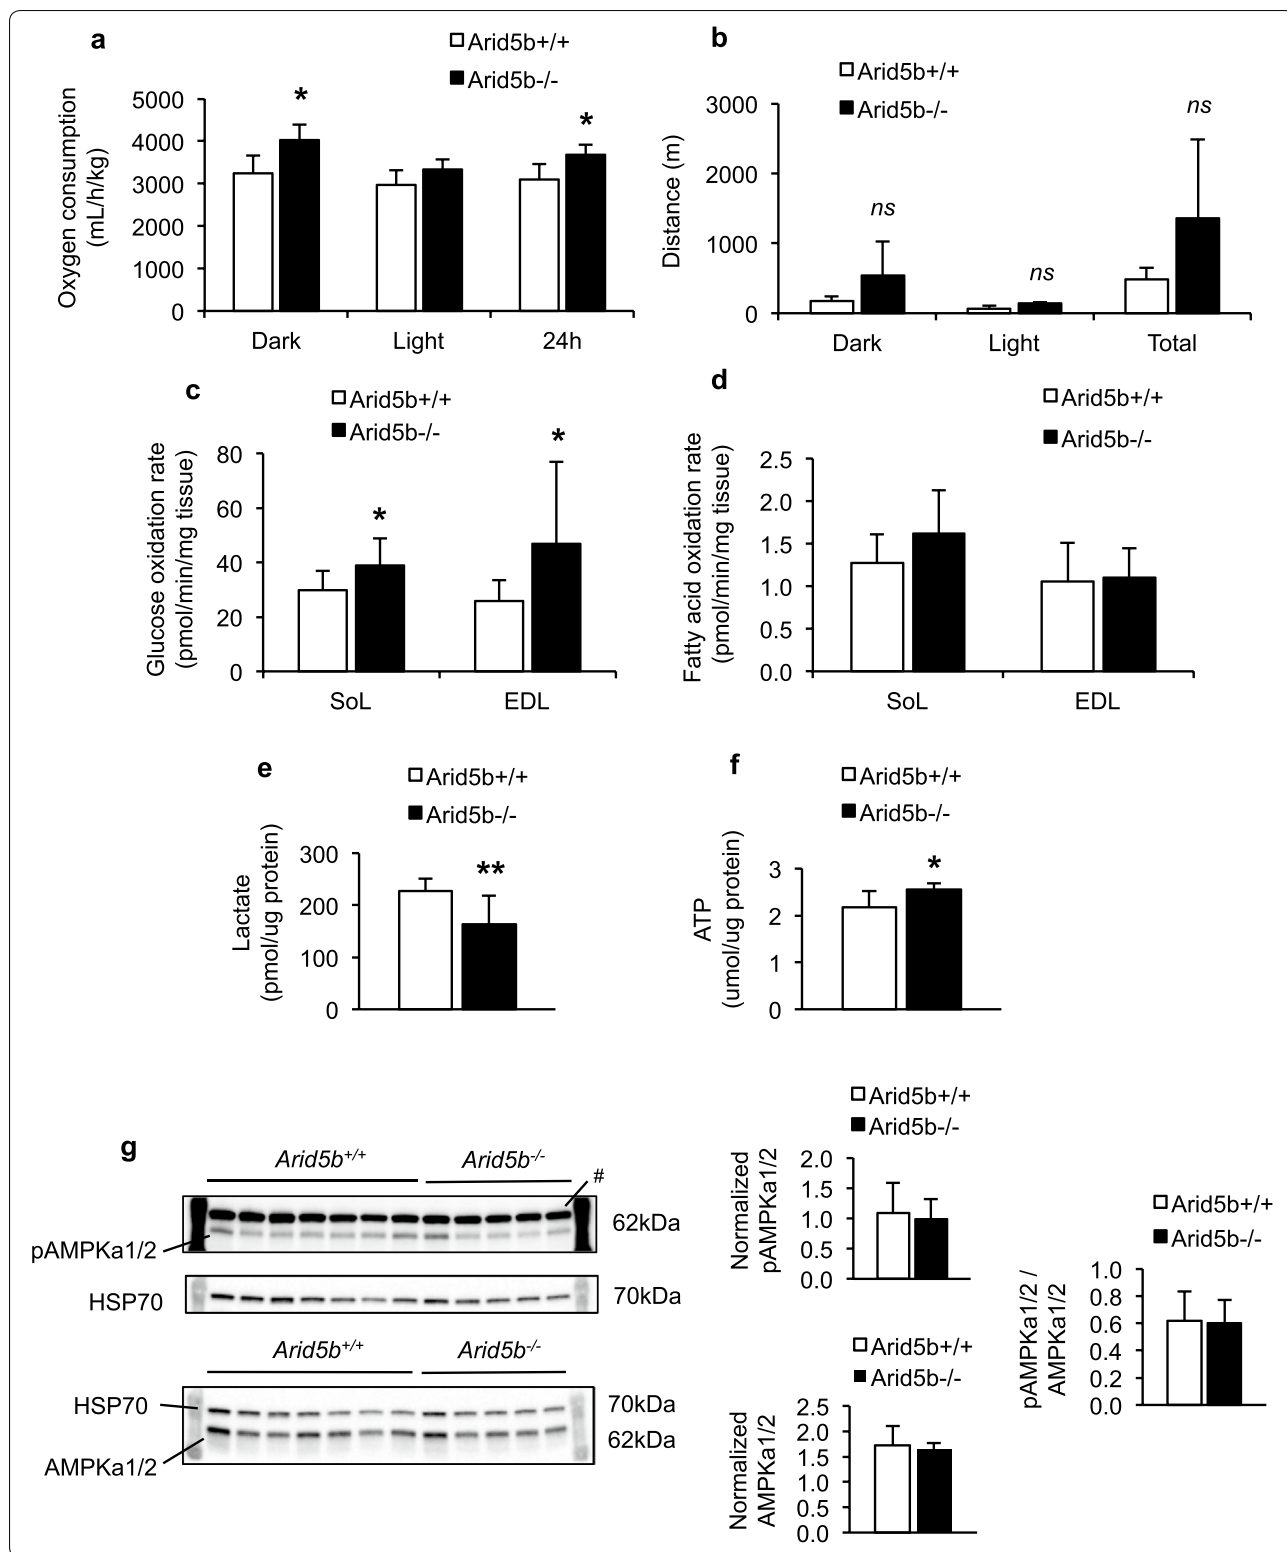 a
Arid5b+/+
Arid5b-/-
Oxygen consumption
(mL/h/kg)
5000
4000
3000
2000
1000
0
*
*
Dark
Light
24h
b
Arid5b+/+
Arid5b-/-
Distance (m)
3000
2000
1000
0
ns
ns
ns
Dark
Light
Total
c
Arid5b+/+
Arid5b-/-
Glucose oxidation rate
(pmol/min/mg tissue)
80
60
40
20
0
*
*
SoL
EDL
d
Arid5b+/+
Arid5b-/-
Fatty acid oxidation rate
(pmol/min/mg tissue)
2.5
2.0
1.5
1.0
0.5
0.0
SoL
EDL
e
Arid5b+/+
Arid5b-/-
Lactate
(pmol/ug protein)
300
200
100
0
**
f
Arid5b+/+
Arid5b-/-
ATP
(umol/ug protein)
3
2
1
0
*
g
Arid5b+/+
Arid5b-/-
#
62kDa
pAMPKa1/2
HSP70
70kDa
Arid5b+/+
Arid5b-/-
HSP70
70kDa
62kDa
AMPKa1/2
Arid5b+/+
Arid5b-/-
Normalized
pAMPKa1/2
2.0
1.5
1.0
0.5
0.0
Arid5b+/+
Arid5b-/-
Normalized
AMPKa1/2
2.5
2.0
1.5
1.0
0.5
0.0
Arid5b+/+
Arid5b-/-
pAMPKa1/2 /
AMPKa1/2
1.0
0.8
0.6
0.4
0.2
0.0